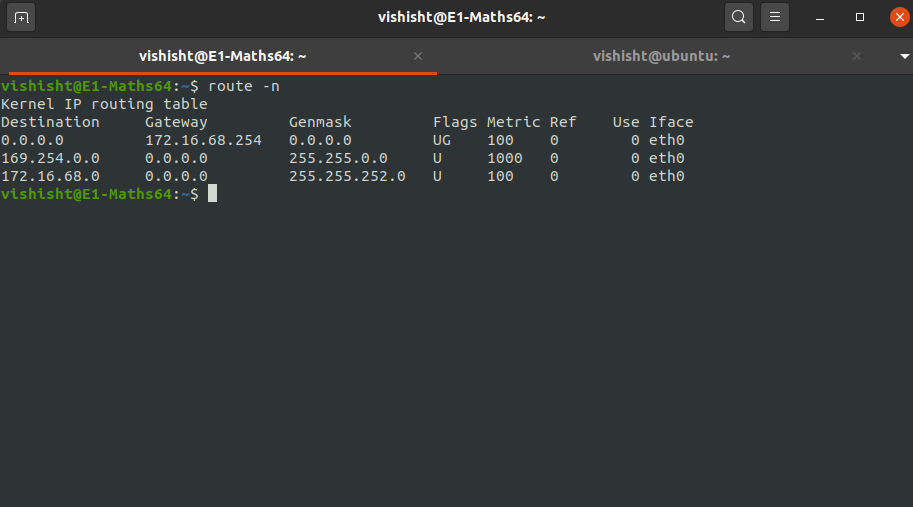 vishisht@E1-Maths64: ~
vishisht@E1-Maths64: ~
vishisht@ubuntu: ~
vishisht@E1-Maths64:~$ route -n
Kernel IP routing table
Destination     Gateway         Genmask         Flags Metric Ref    Use Iface
0.0.0.0         172.16.68.254   0.0.0.0         UG    100    0        0 eth0
169.254.0.0     0.0.0.0         255.255.0.0     U     1000   0        0 eth0
172.16.68.0     0.0.0.0         255.255.252.0   U     100    0        0 eth0
vishisht@E1-Maths64:~$